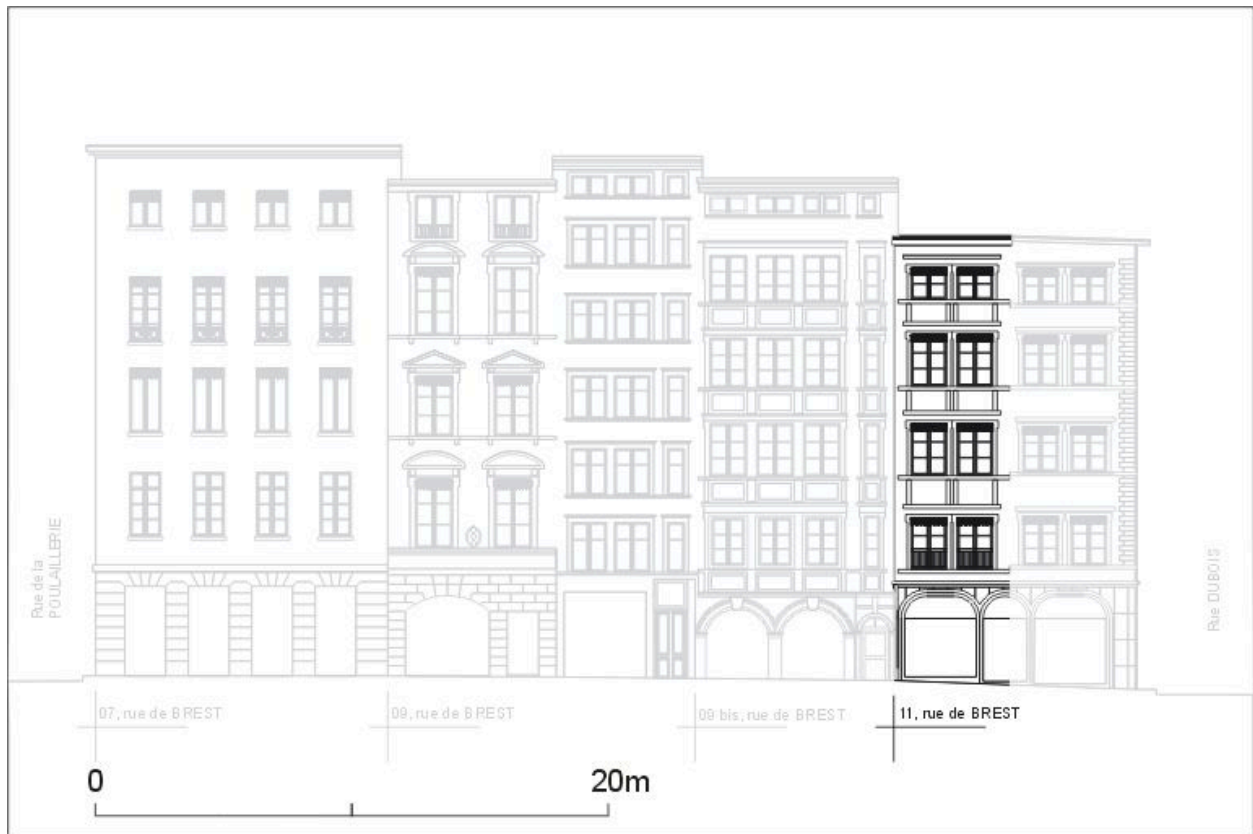 Rue de la
POULAILLERIE
Rue DUBOIS
07, rue de BREST
09, rue de BREST
09 bis, rue de BREST
11, rue de BREST
0
20m